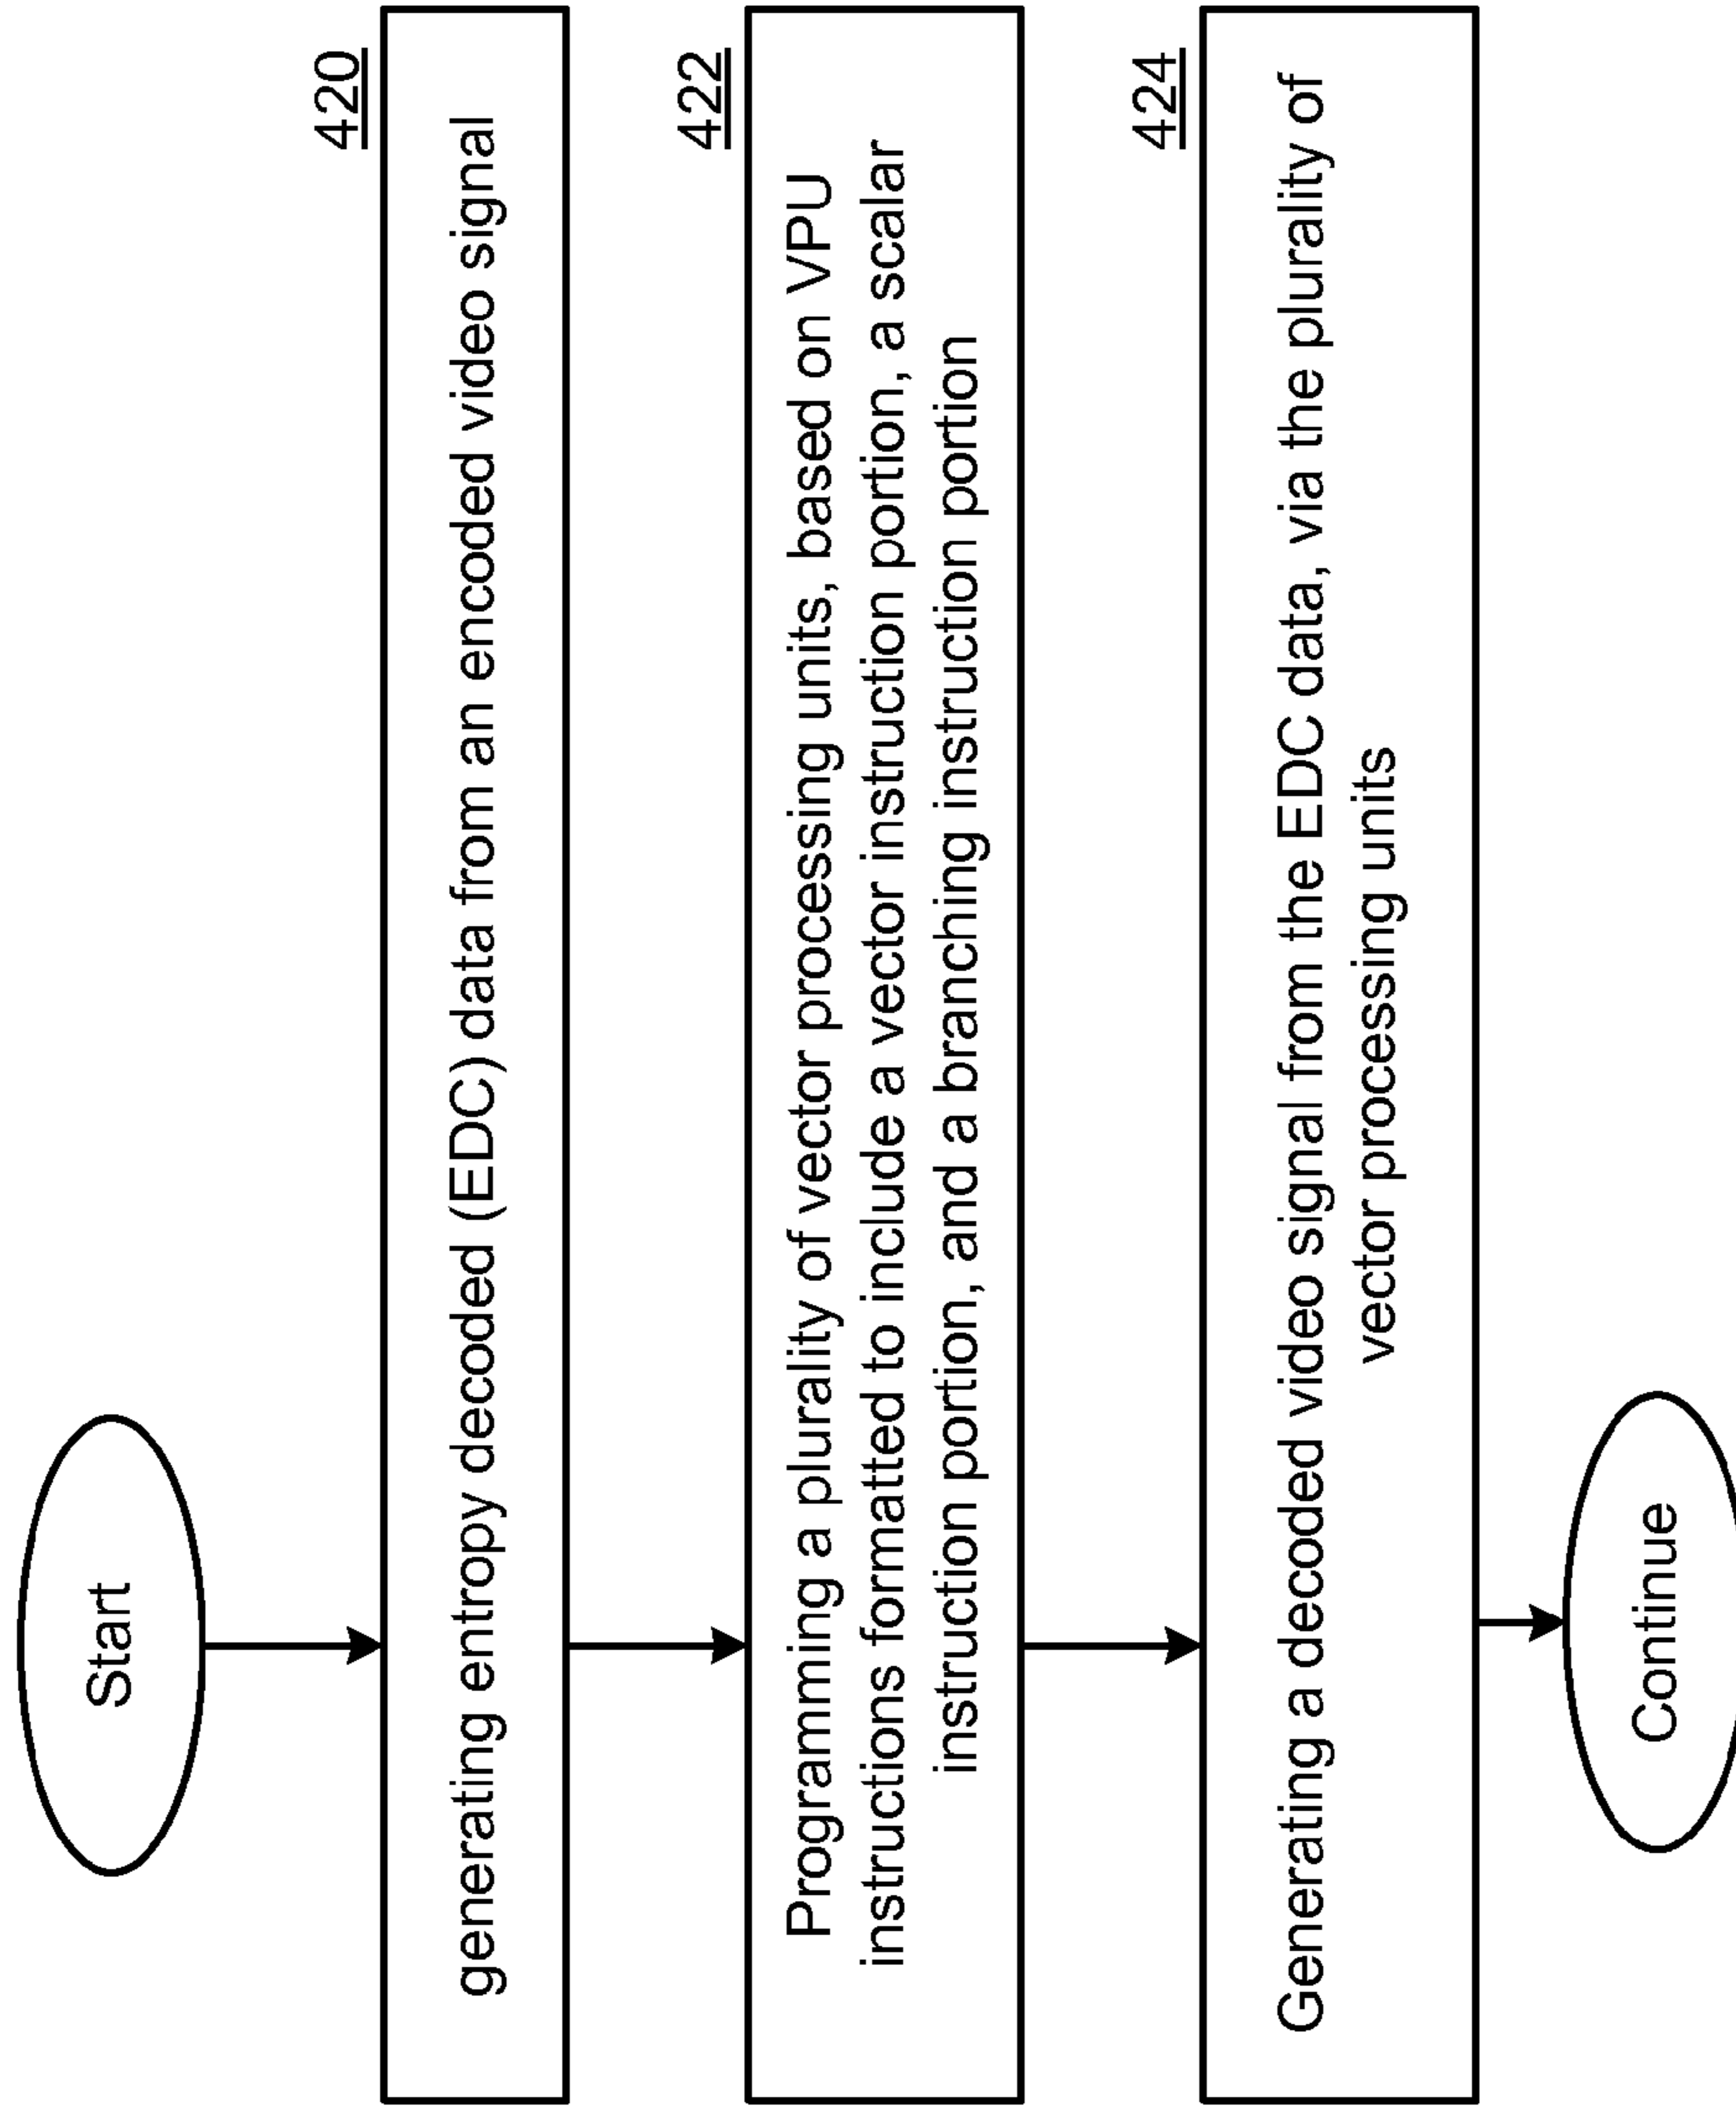 Start
420
generating entropy decoded (EDC) data from an encoded video signal
422
Programming a plurality of vector processing units, based on VPU
instructions formatted to include a vector instruction portion, a scalar
instruction portion, and a branching instruction portion
424
Generating a decoded video signal from the EDC data, via the plurality of
vector processing units
Continue